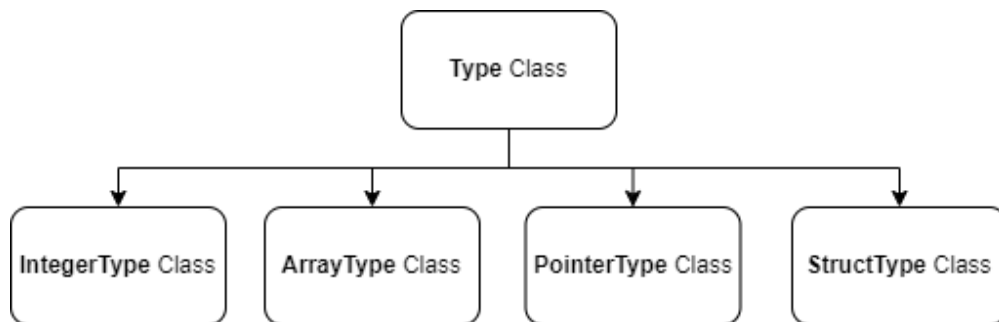 Type Class
IntegerType Class
ArrayType Class
PointerType Class
StructType Class